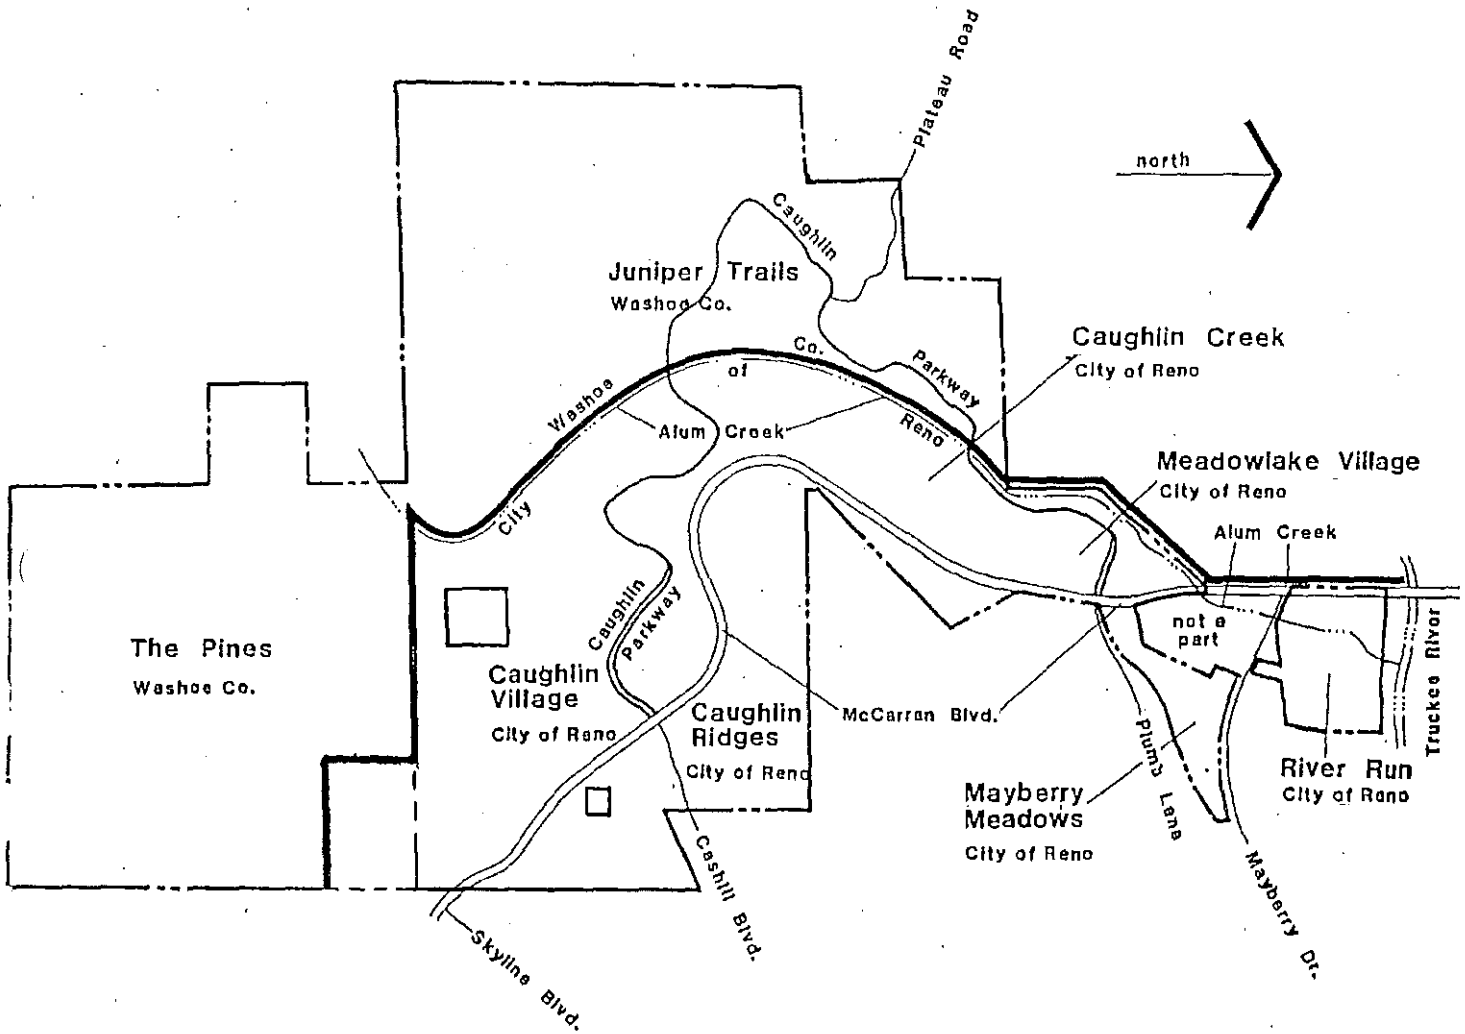 Plateau Road
north
Caughlin
Juniper Trails
Washoe Co.
Caughlin Creek
City of Reno
Co.
Parkway
Washoe
of
Reno
Alum Creek
Meadowlake Village
City of Reno
City
Alum Creek
Caughlin
Parkway
not a
part
The Pines
Washoe Co.
Caughlin
Village
City of Reno
Caughlin
Ridges
City of Reno
McCarran Blvd.
Plumb Lane
Truckee River
River Run
City of Reno
Mayberry
Meadows
City of Reno
Cashill Blvd.
Mayberry Dr.
Skyline Blvd.